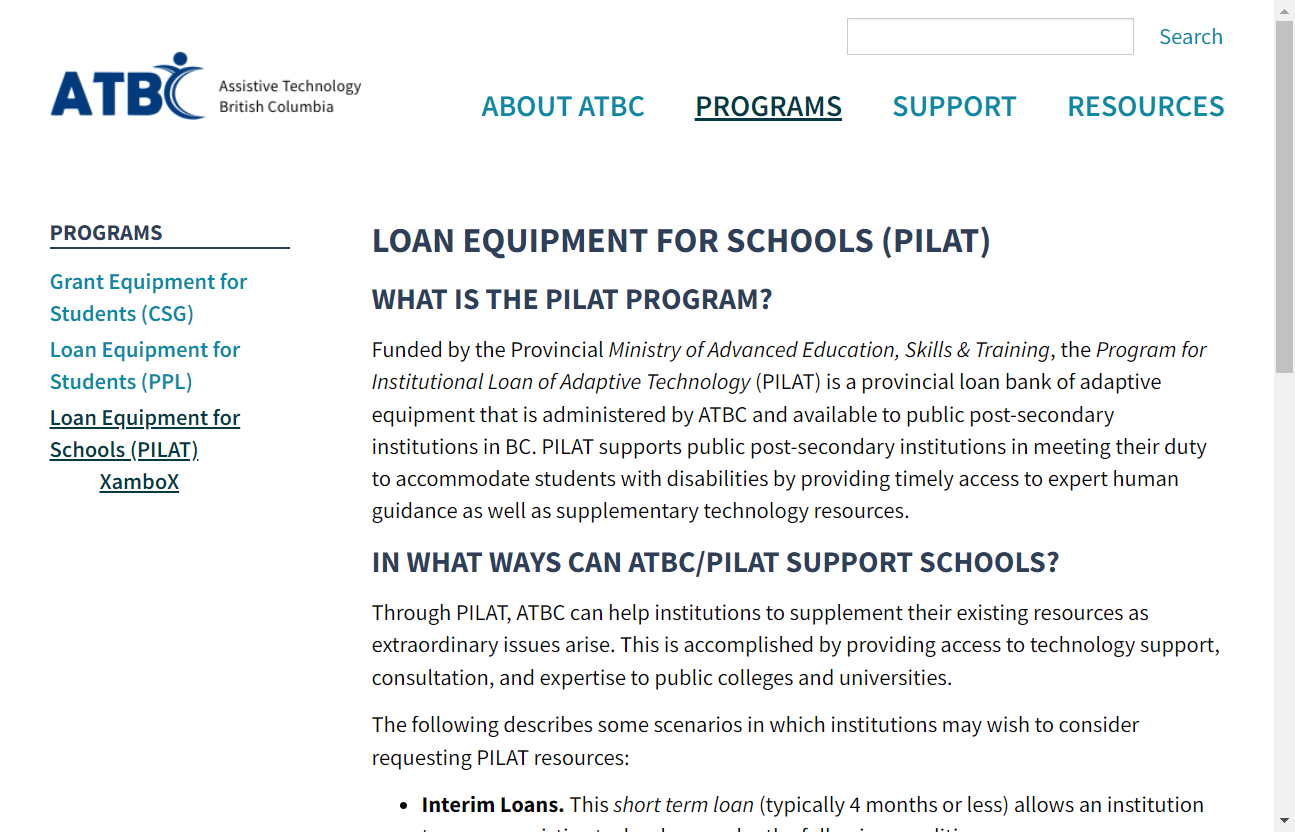 Search
ATBC
Assistive Technology
British Columbia
ABOUT ATBC PROGRAMS SUPPORT RESOURCES
PROGRAMS
Grant Equipment for
Students (CSG)
Loan Equipment for
Students (PPL)
Loan Equipment for
Schools (PILAT)
XamboX
LOAN EQUIPMENT FOR SCHOOLS (PILAT)
WHAT IS THE PILAT PROGRAM?
Funded by the Provincial Ministry of Advanced Education, Skills & Training, the Program for
Institutional Loan of Adaptive Technology (PILAT) is a provincial loan bank of adaptive
equipment that is administered by ATBC and available to public post-secondary
institutions in BC. PILAT supports public post-secondary institutions in meeting their duty
to accommodate students with disabilities by providing timely access to expert human
guidance as well as supplementary technology resources.
IN WHAT WAYS CAN ATBC/PILAT SUPPORT SCHOOLS?
Through PILAT, ATBC can help institutions to supplement their existing resources as
extraordinary issues arise. This is accomplished by providing access to technology support,
consultation, and expertise to public colleges and universities.
The following describes some scenarios in which institutions may wish to consider
requesting PILAT resources:
• Interim Loans. This short term loan (typically 4 months or less) allows an institution